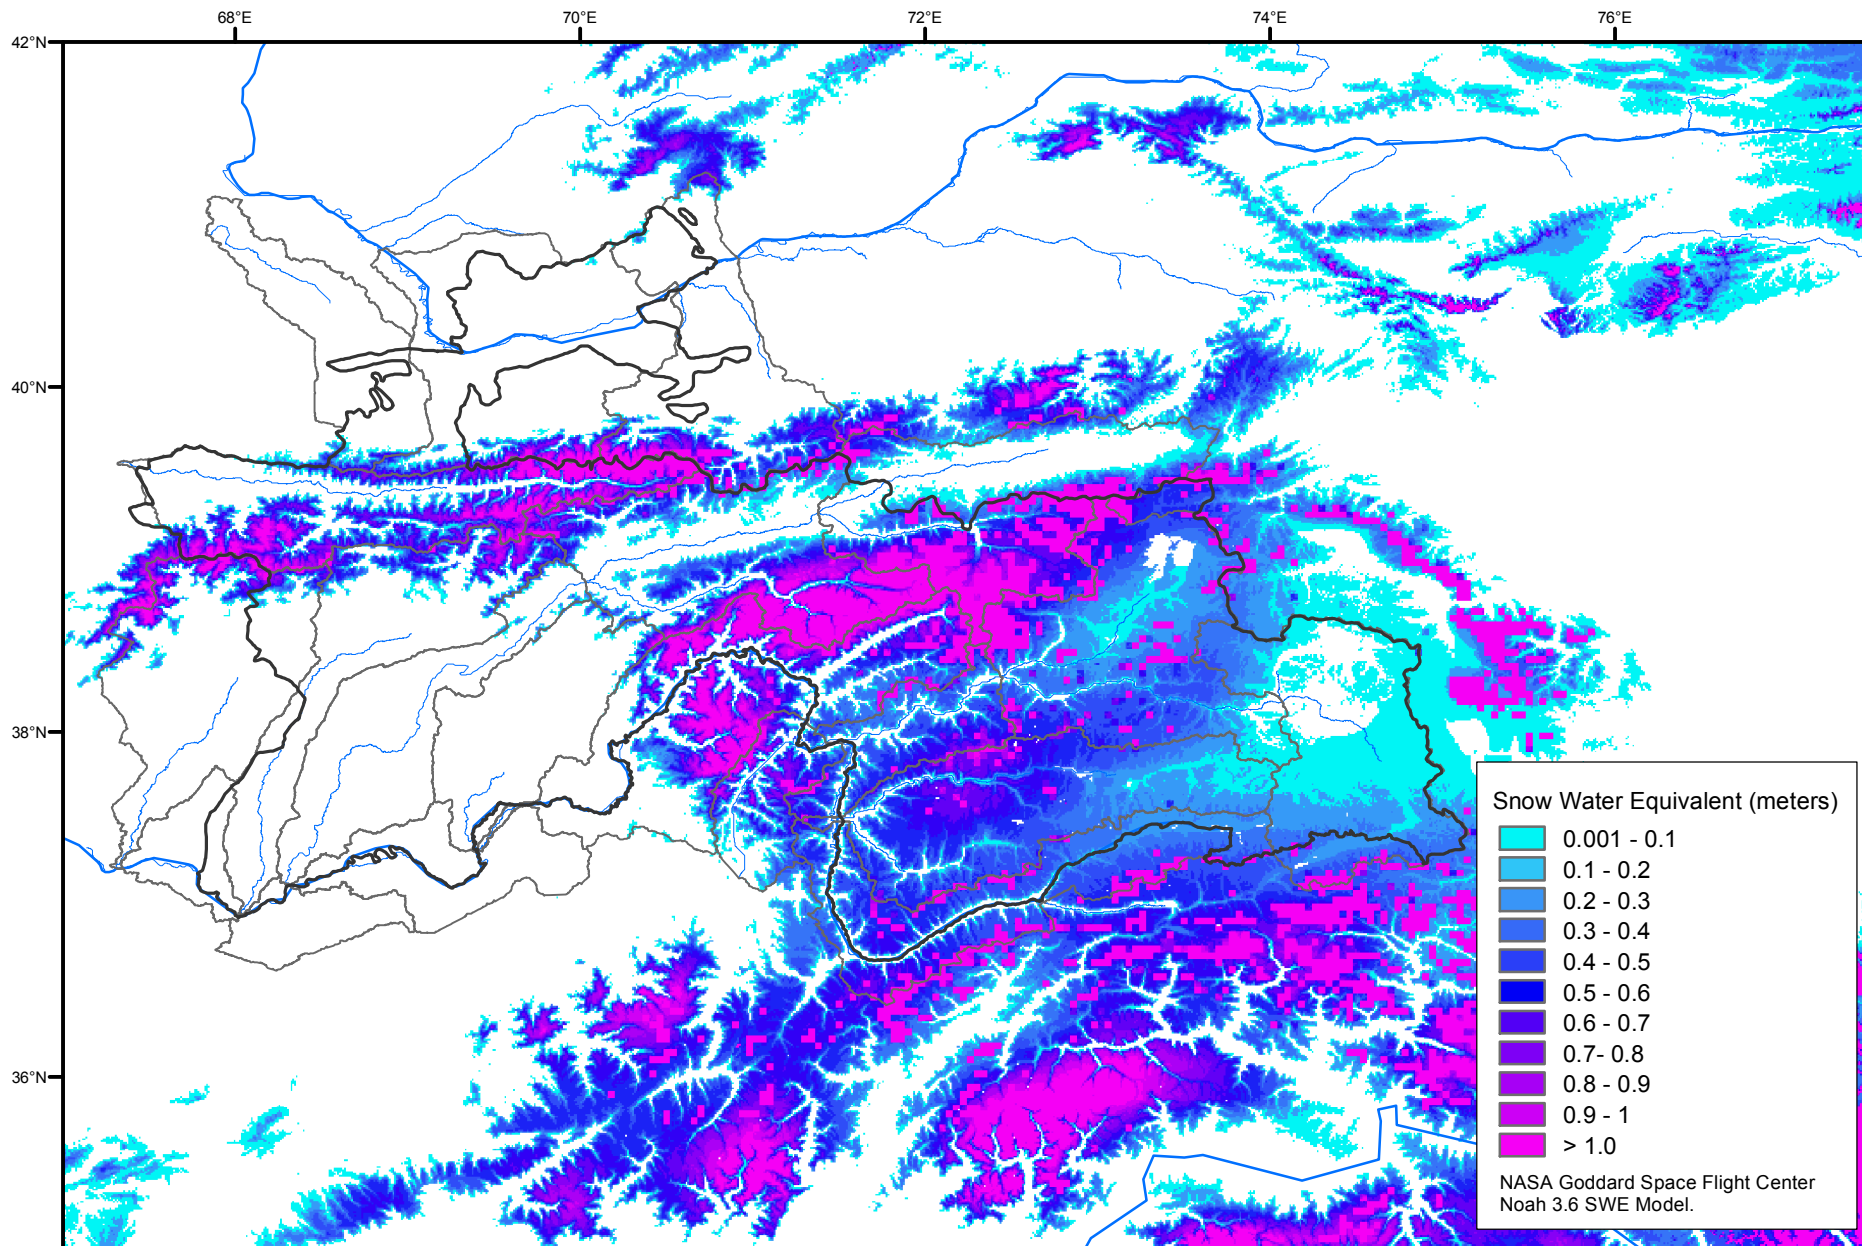 68°E 70°E 72°E 74°E 76°E
42°N
40°N
38°N
36°N
Snow Water Equivalent (meters)
0.001 - 0.1
0.1 - 0.2
0.2 - 0.3
0.3 - 0.4
0.4 - 0.5
0.5 - 0.6
0.6 - 0.7
0.7- 0.8
0.8 - 0.9
0.9 - 1
> 1.0
NASA Goddard Space Flight Center
Noah 3.6 SWE Model.